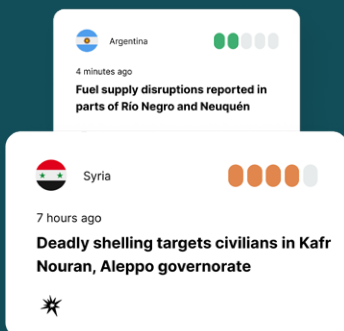 Argentina
4 minutes ago
Fuel supply disruptions reported in
parts of Río Negro and Neuquén
Syria
7 hours ago
Deadly shelling targets civilians in Kafr
Nouran, Aleppo governorate